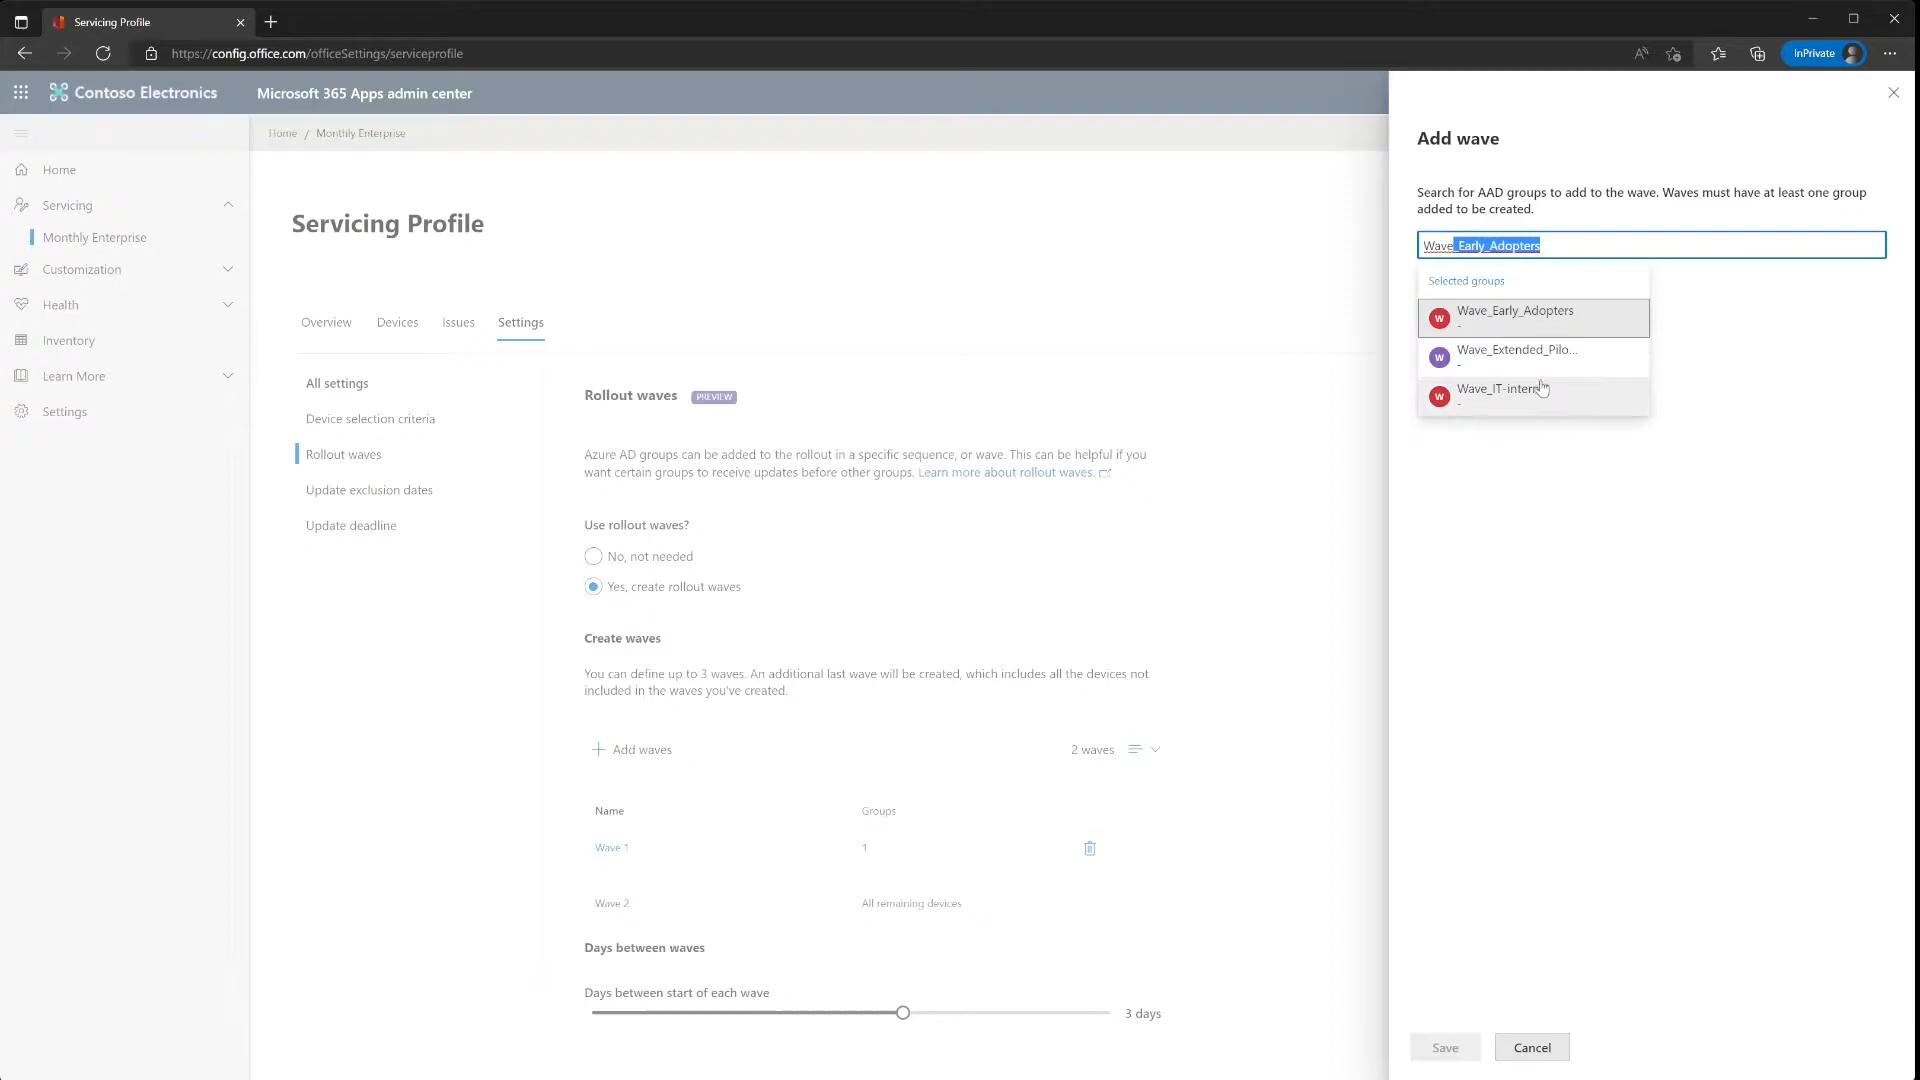 Servicing Profile
https://config.office.com/officeSettings/serviceprofile
InPrivate
Contoso Electronics
Microsoft 365 Apps admin center
Home / Monthly Enterprise
Home
Servicing
Monthly Enterprise
Customization
Health
Inventory
Learn More
Settings
Servicing Profile
Overview
Devices
Issues
Settings
All settings
Device selection criteria
Rollout waves
Update exclusion dates
Update deadline
Rollout waves PREVIEW
Azure AD groups can be added to the rollout in a specific sequence, or wave. This can be helpful if you
want certain groups to receive updates before other groups. Learn more about rollout waves.
Use rollout waves?
No, not needed
Yes, create rollout waves
Create waves
You can define up to 3 waves. An additional last wave will be created, which includes all the devices not
included in the waves you've created.
Add waves
2 waves
Name Groups
Wave 1 1
Wave 2 All remaining devices
Days between waves
Days between start of each wave
3 days
Add wave
Search for AAD groups to add to the wave. Waves must have at least one group
added to be created.
Wave_Early_Adopters
Selected groups
W Wave_Early_Adopters
-
W Wave_Extended_Pilo...
-
W
-
Save
Cancel